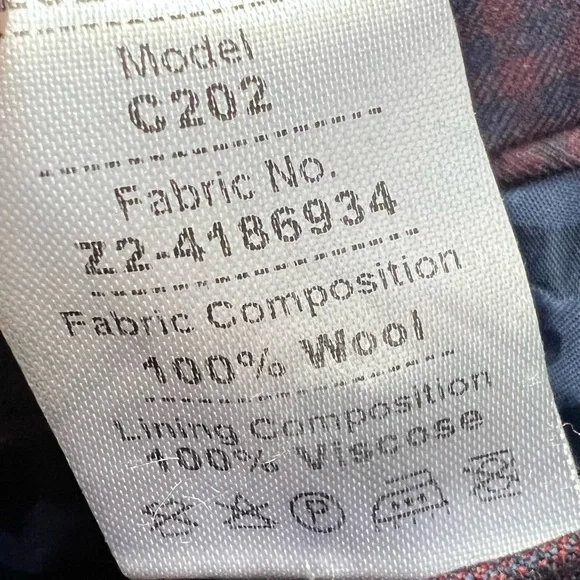 Model
C202
Fabric No.
Z2-4186934
Fabric Composition
100% Wool
Lining Composition
100% Viscose
P